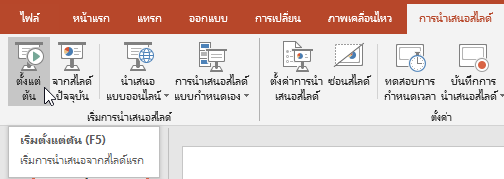 ไฟล์ หน้าแรก แทรก ออกแบบ การเปลี่ยน ภาพเคลื่อนไหว การนำเสนอสไลด์
ตั้งแต่ต้น
จากสไลด์ปัจจุบัน
นำเสนอแบบออนไลน์
การนำเสนอสไลด์แบบกำหนดเอง
ตั้งค่าการนำเสนอสไลด์
ซ่อนสไลด์
ทดสอบการกำหนดเวลา
บันทึกการนำเสนอสไลด์
เริ่มการนำเสนอสไลด์ ตั้งค่า
เริ่มตั้งแต่ต้น (F5)
เริ่มการนำเสนอจากสไลด์แรก